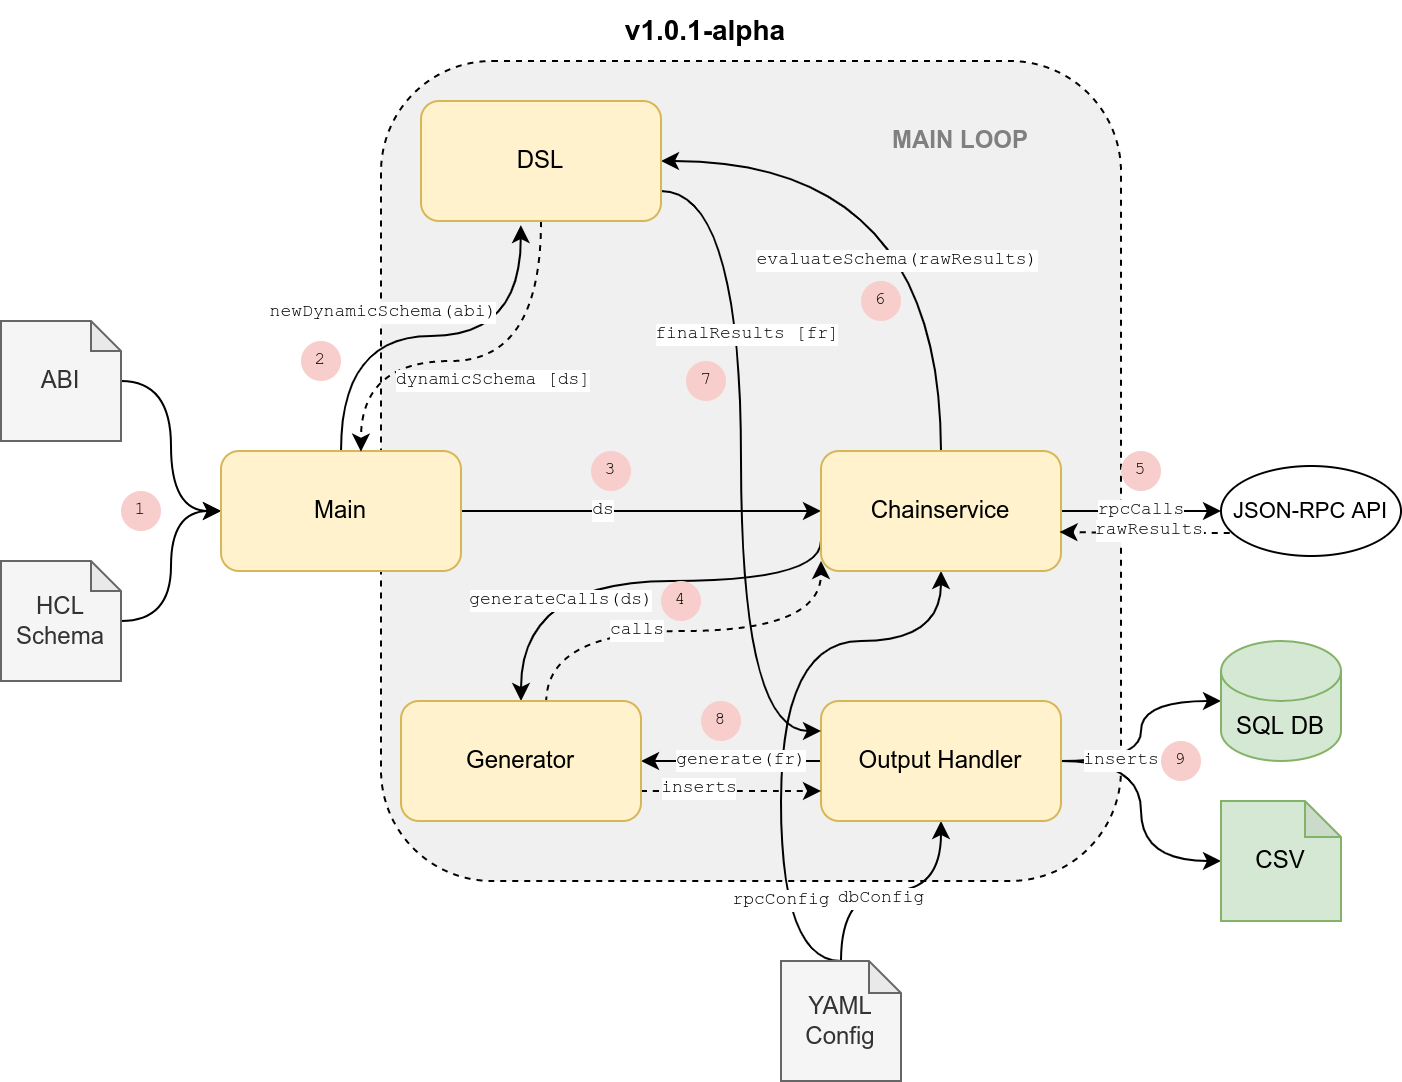 v1.0.1-alpha
MAIN LOOP
DSL
evaluateSchema(rawResults)
6
newDynamicSchema(abi)
finalResults [fr]
2
7
ABI
dynamicSchema [ds]
3
5
1
Main
ds
Chainservice
rpcCalls
JSON-RPC API
rawResults
HCL
Schema
generateCalls(ds)
4
calls
8
SQL DB
Generator
generate(fr)
Output Handler
inserts
9
inserts
CSV
rpcConfig
dbConfig
YAML
Config